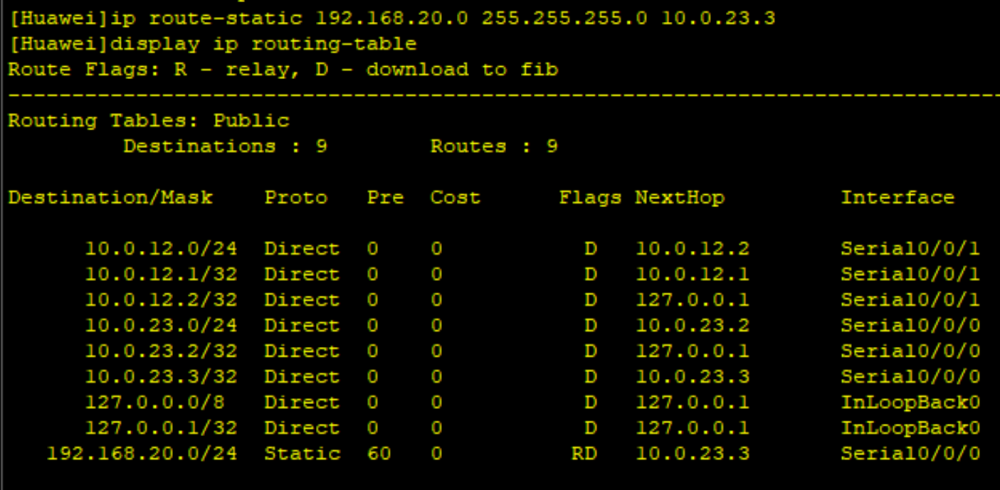 [Huawei]ip route-static 192.168.20.0 255.255.255.0 10.0.23.3
[Huawei]display ip routing-table
Route Flags: R - relay, D - download to fib
------------------------------------------------------------------------------
Routing Tables: Public
         Destinations : 9        Routes : 9

Destination/Mask    Proto   Pre  Cost      Flags NextHop         Interface

      10.0.12.0/24  Direct  0    0           D   10.0.12.2       Serial0/0/1
      10.0.12.1/32  Direct  0    0           D   10.0.12.1       Serial0/0/1
      10.0.12.2/32  Direct  0    0           D   127.0.0.1       Serial0/0/1
      10.0.23.0/24  Direct  0    0           D   10.0.23.2       Serial0/0/0
      10.0.23.2/32  Direct  0    0           D   127.0.0.1       Serial0/0/0
      10.0.23.3/32  Direct  0    0           D   10.0.23.3       Serial0/0/0
      127.0.0.0/8   Direct  0    0           D   127.0.0.1       InLoopBack0
      127.0.0.1/32  Direct  0    0           D   127.0.0.1       InLoopBack0
   192.168.20.0/24  Static  60   0          RD   10.0.23.3       Serial0/0/0